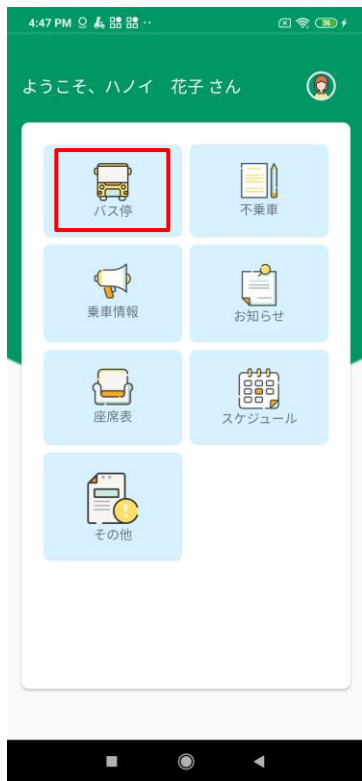 4:47 PM
ようこそ、ハノイ　花子 さん
バス停
不乗車
乗車情報
お知らせ
座席表
スケジュール
その他